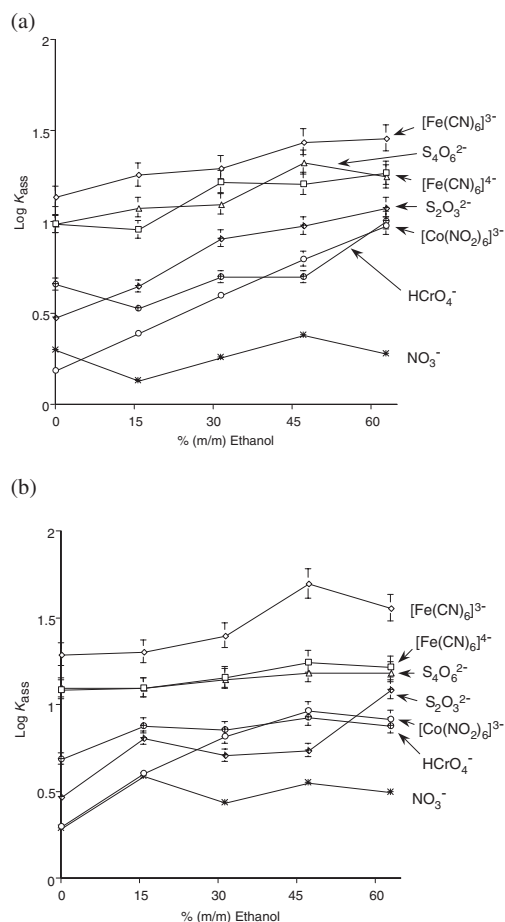 (a)
2
1.5
1
0.5
0
Log Kass
0 15 30 45 60
% (m/m) Ethanol
[Fe(CN)6]3-
S4O62-
[Fe(CN)6]4-
S2O32-
[Co(NO2)6]3-
HCrO4-
NO3-
(b)
2
1.5
1
0.5
0
Log Kass
0 15 30 45 60
% (m/m) Ethanol
[Fe(CN)6]3-
[Fe(CN)6]4-
S4O62-
S2O32-
[Co(NO2)6]3-
HCrO4-
NO3-